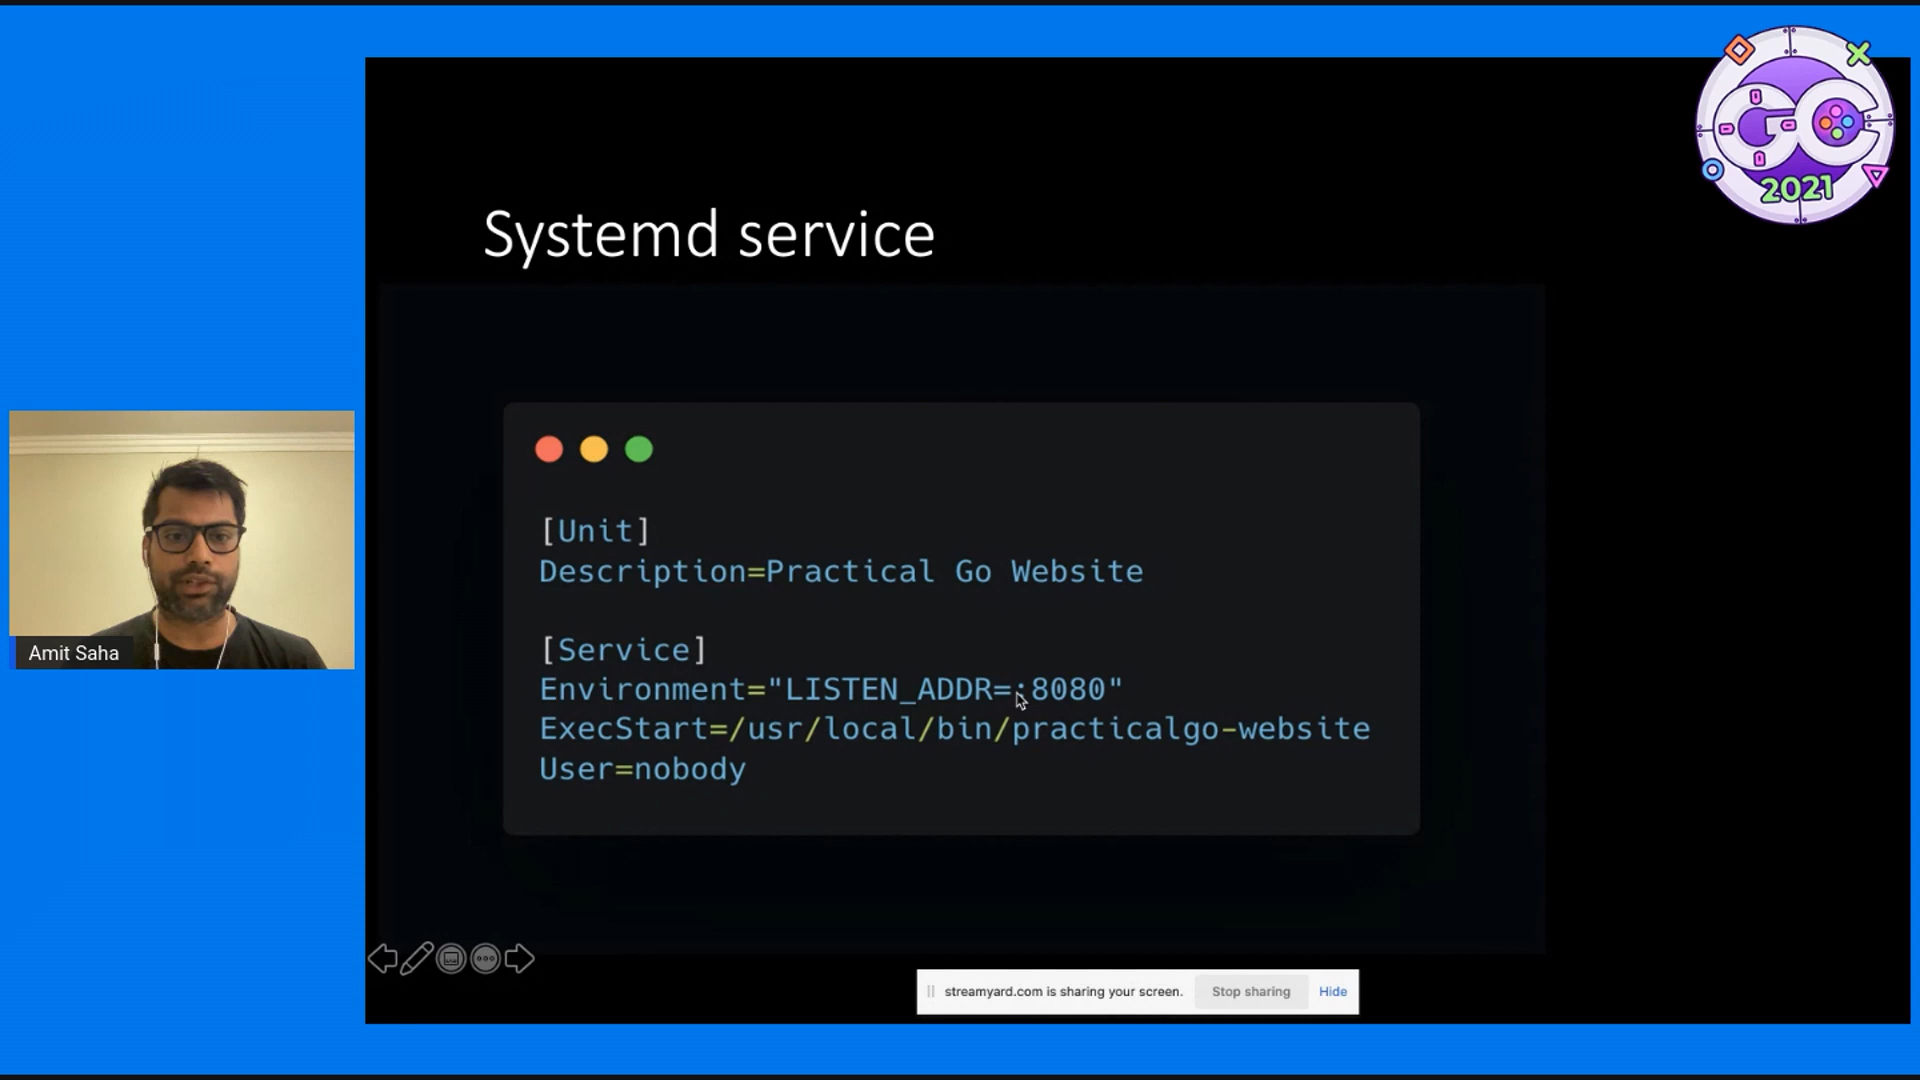 GC
2021
Systemd service
[Unit]
Description=Practical Go Website
[Service]
Environment="LISTEN_ADDR=:8080"
ExecStart=/usr/local/bin/practicalgo-website
User=nobody
Amit Saha
streamyard.com is sharing your screen. Stop sharing Hide